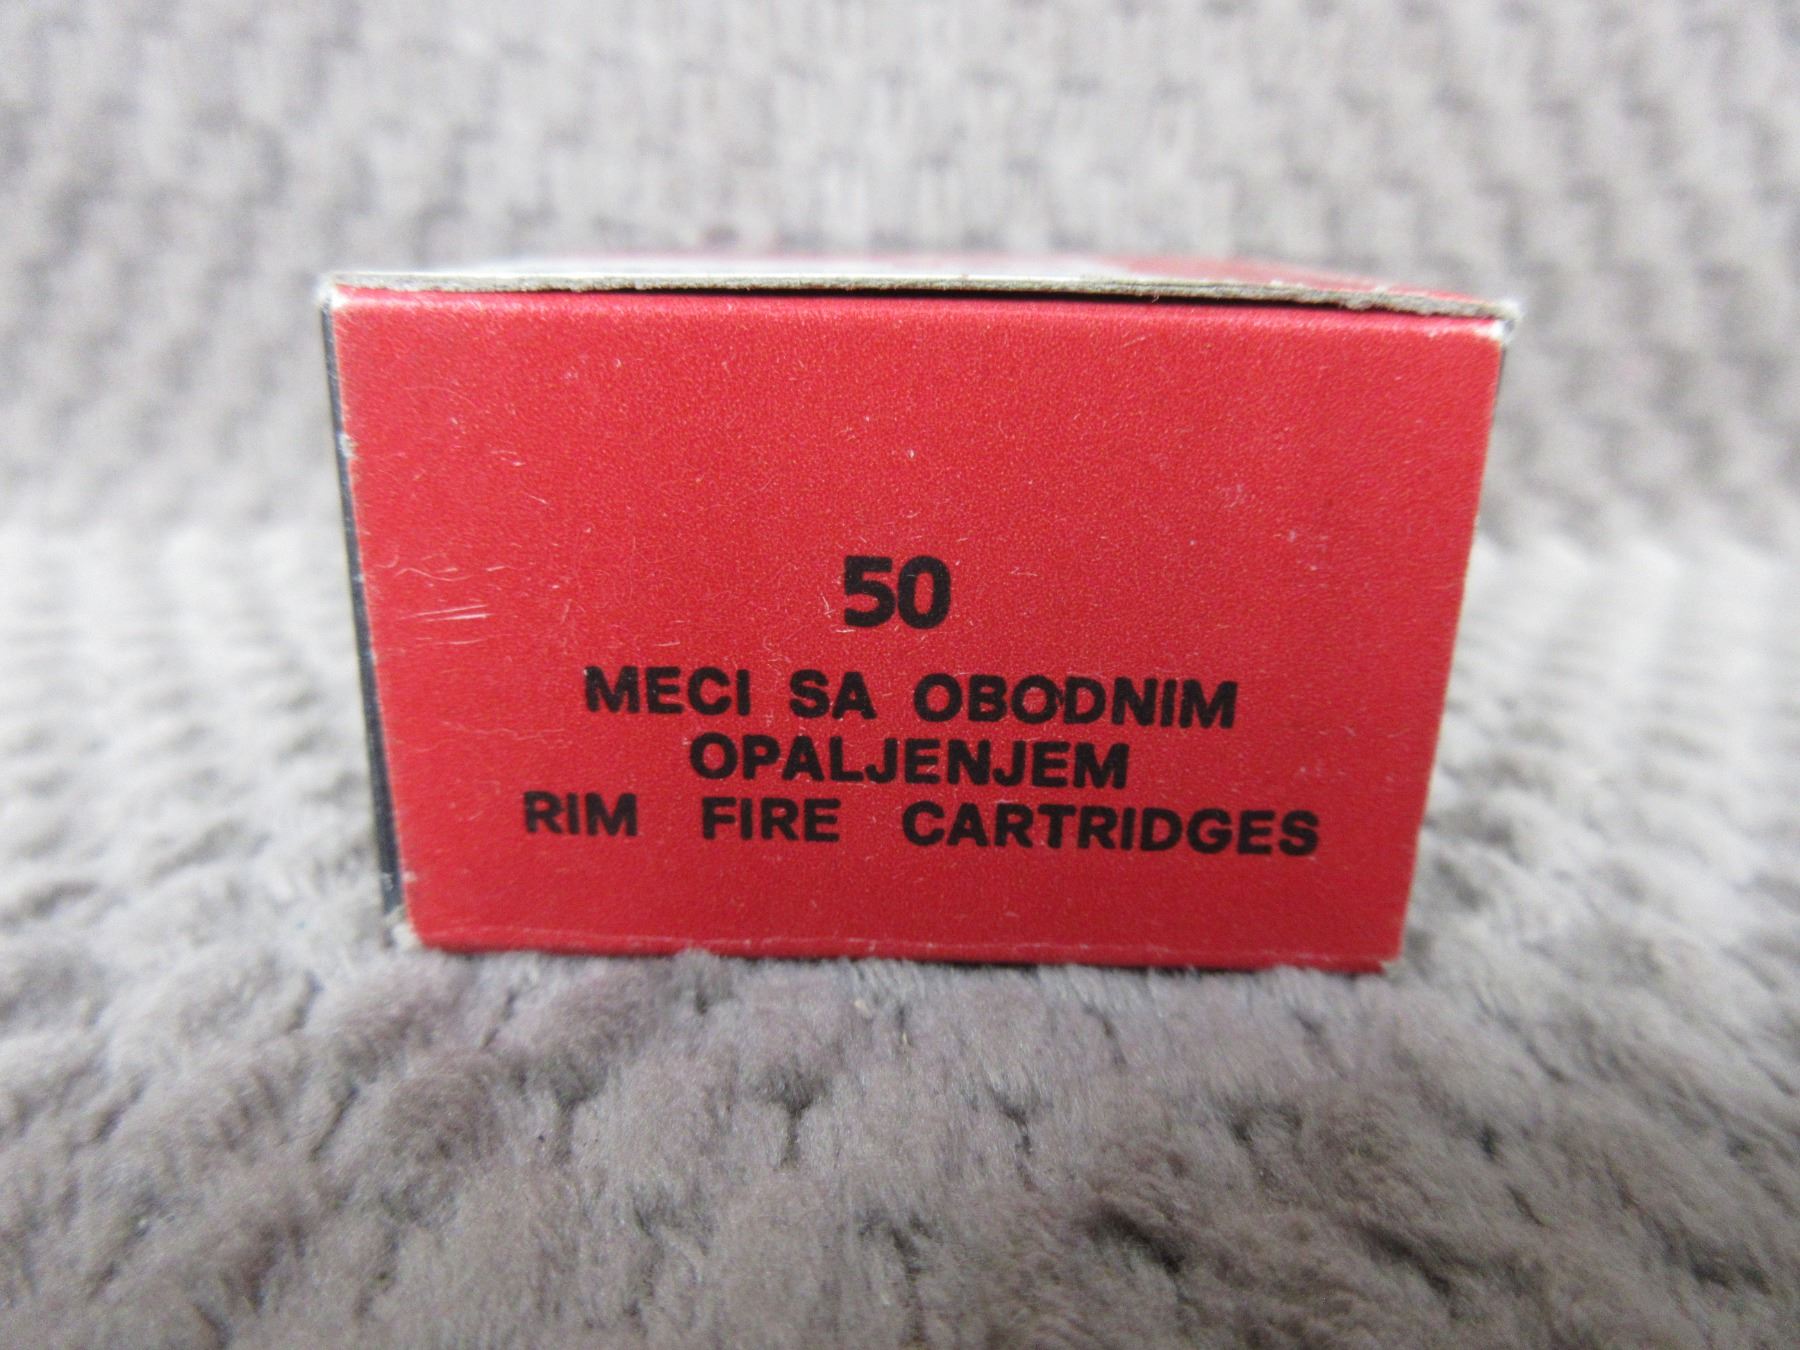 50
MECI SA OBODNIM
OPALJENJEM
RIM FIRE CARTRIDGES